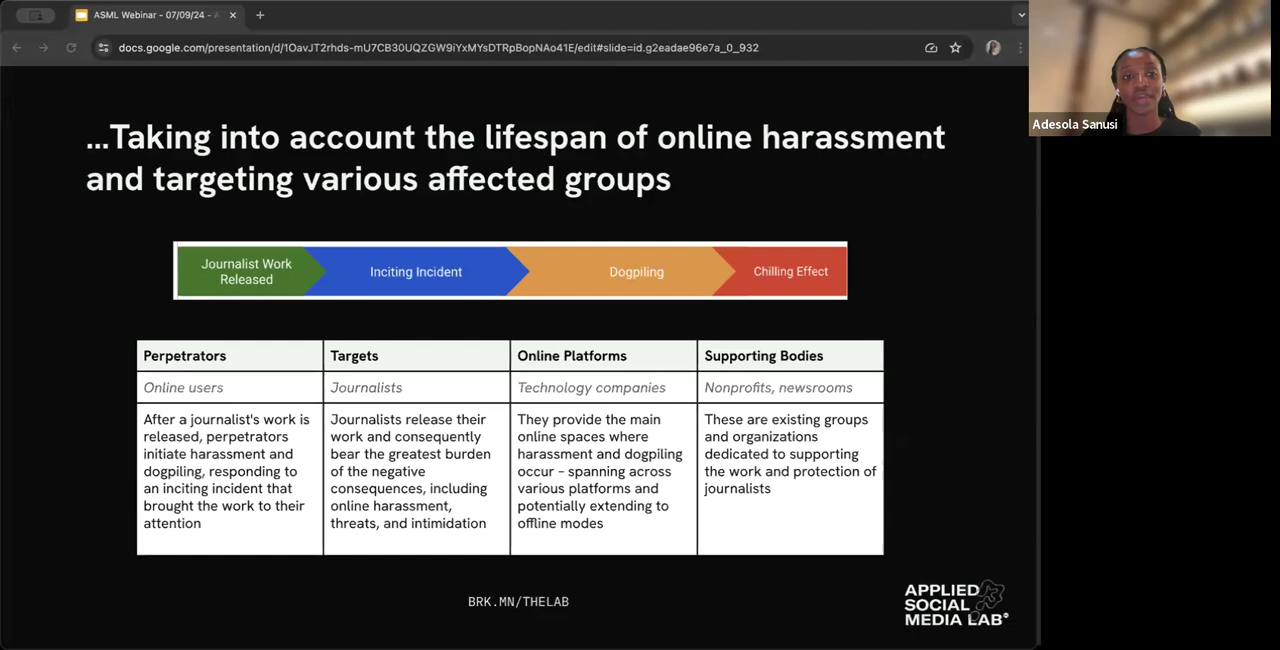 ASML Webinar - 07/09/24 - A
docs.google.com/presentation/d/1OavJT2rhds-mU7CB30UQZGW9iYxMYsDTRpBopNAo41E/edit#slide=id.g2eadae96e7a_0_932
Adesola Sanusi
...Taking into account the lifespan of online harassment
and targeting various affected groups
Journalist Work
Released
Inciting Incident
Dogpiling
Chilling Effect
Perpetrators
Online users
After a journalist's work is
released, perpetrators
initiate harassment and
dogpiling, responding to
an inciting incident that
brought the work to their
attention
Targets
Journalists
Journalists release their
work and consequently
bear the greatest burden
of the negative
consequences, including
online harassment,
threats, and intimidation
Online Platforms
Technology companies
They provide the main
online spaces where
harassment and dogpiling
occur – spanning across
various platforms and
potentially extending to
offline modes
Supporting Bodies
Nonprofits, newsrooms
These are existing groups
and organizations
dedicated to supporting
the work and protection of
journalists
BRK.MN/THELAB
APPLIED
SOCIAL
MEDIA LAB